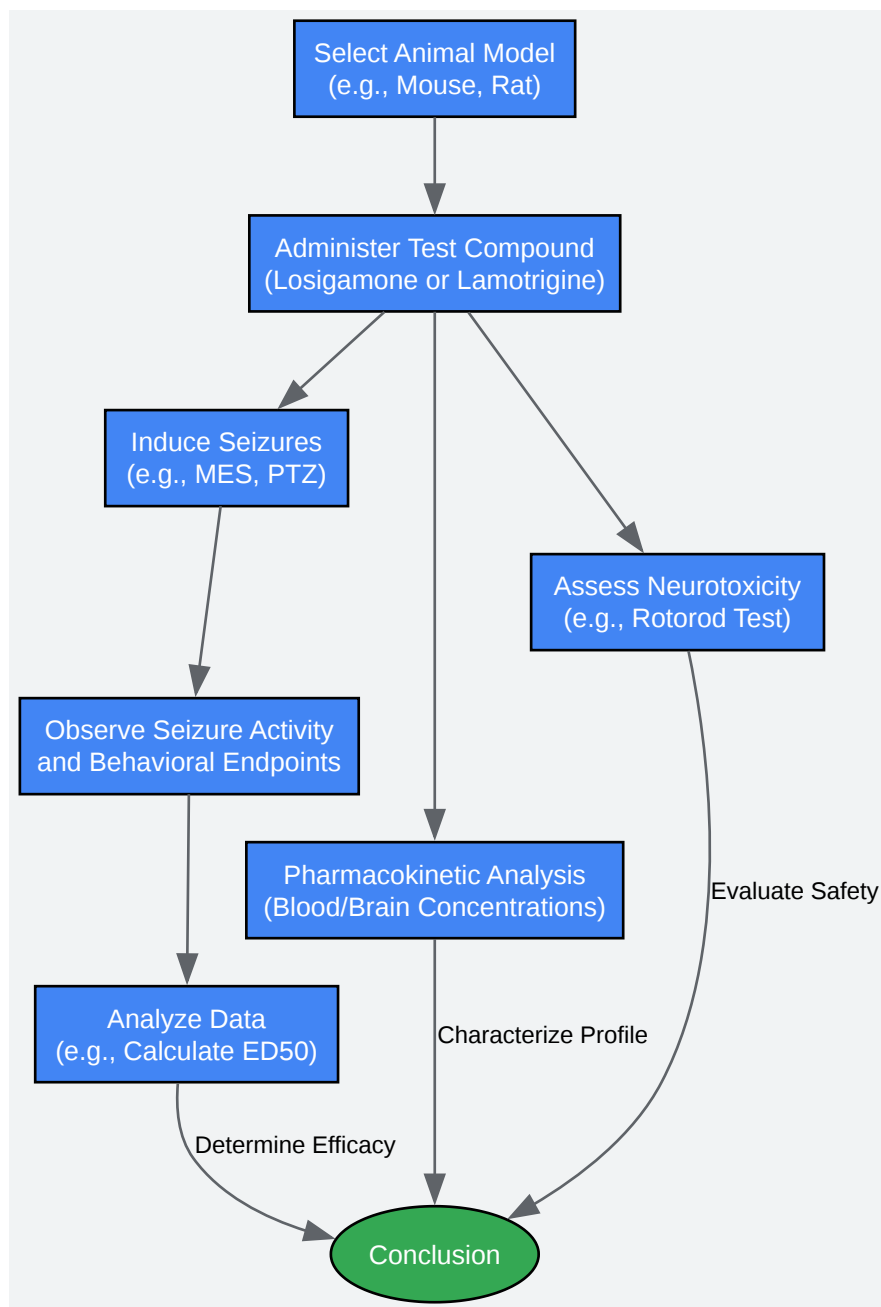 Select Animal Model
(e.g., Mouse, Rat)
Administer Test Compound
(Losigamone or Lamotrigine)
Induce Seizures
(e.g., MES, PTZ)
Assess Neurotoxicity
(e.g., Rotorod Test)
Observe Seizure Activity
and Behavioral Endpoints
Pharmacokinetic Analysis
(Blood/Brain Concentrations)
Evaluate Safety
Analyze Data
(e.g., Calculate ED50)
Characterize Profile
Determine Efficacy
Conclusion